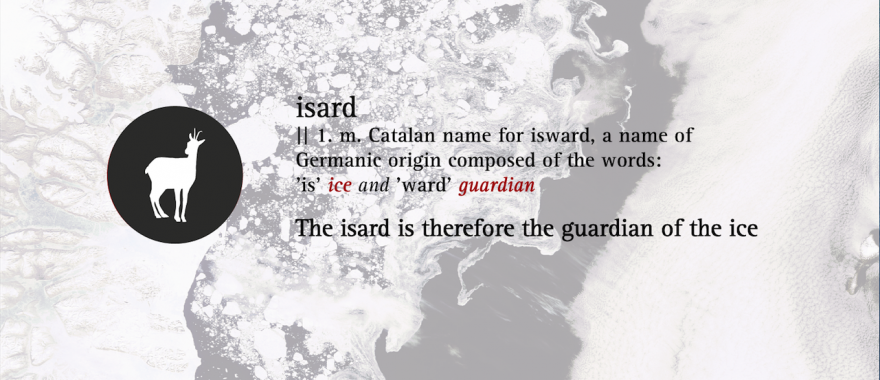 isard
|| 1. m. Catalan name for isward, a name of
Germanic origin composed of the words:
'is' ice and 'ward' guardian
The isard is therefore the guardian of the ice